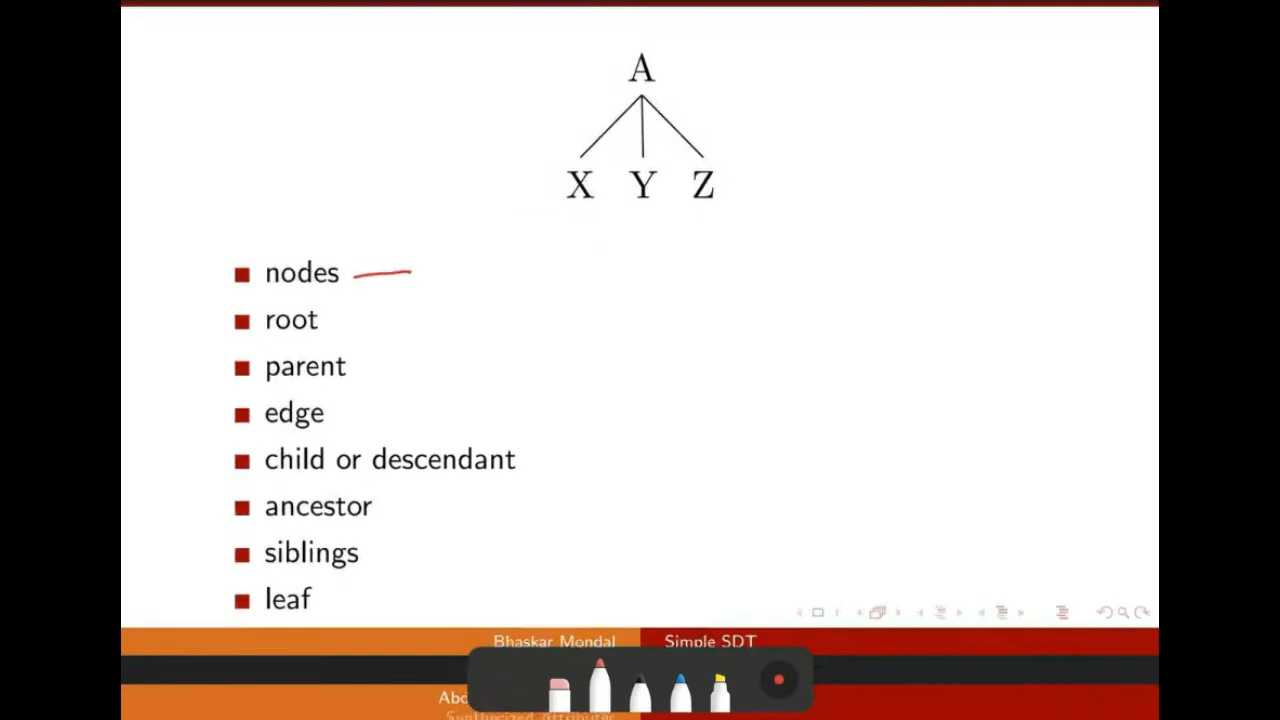 A
X Y Z
nodes
root
parent
edge
child or descendant
ancestor
siblings
leaf
Bhaskar Mondal Simple SDT